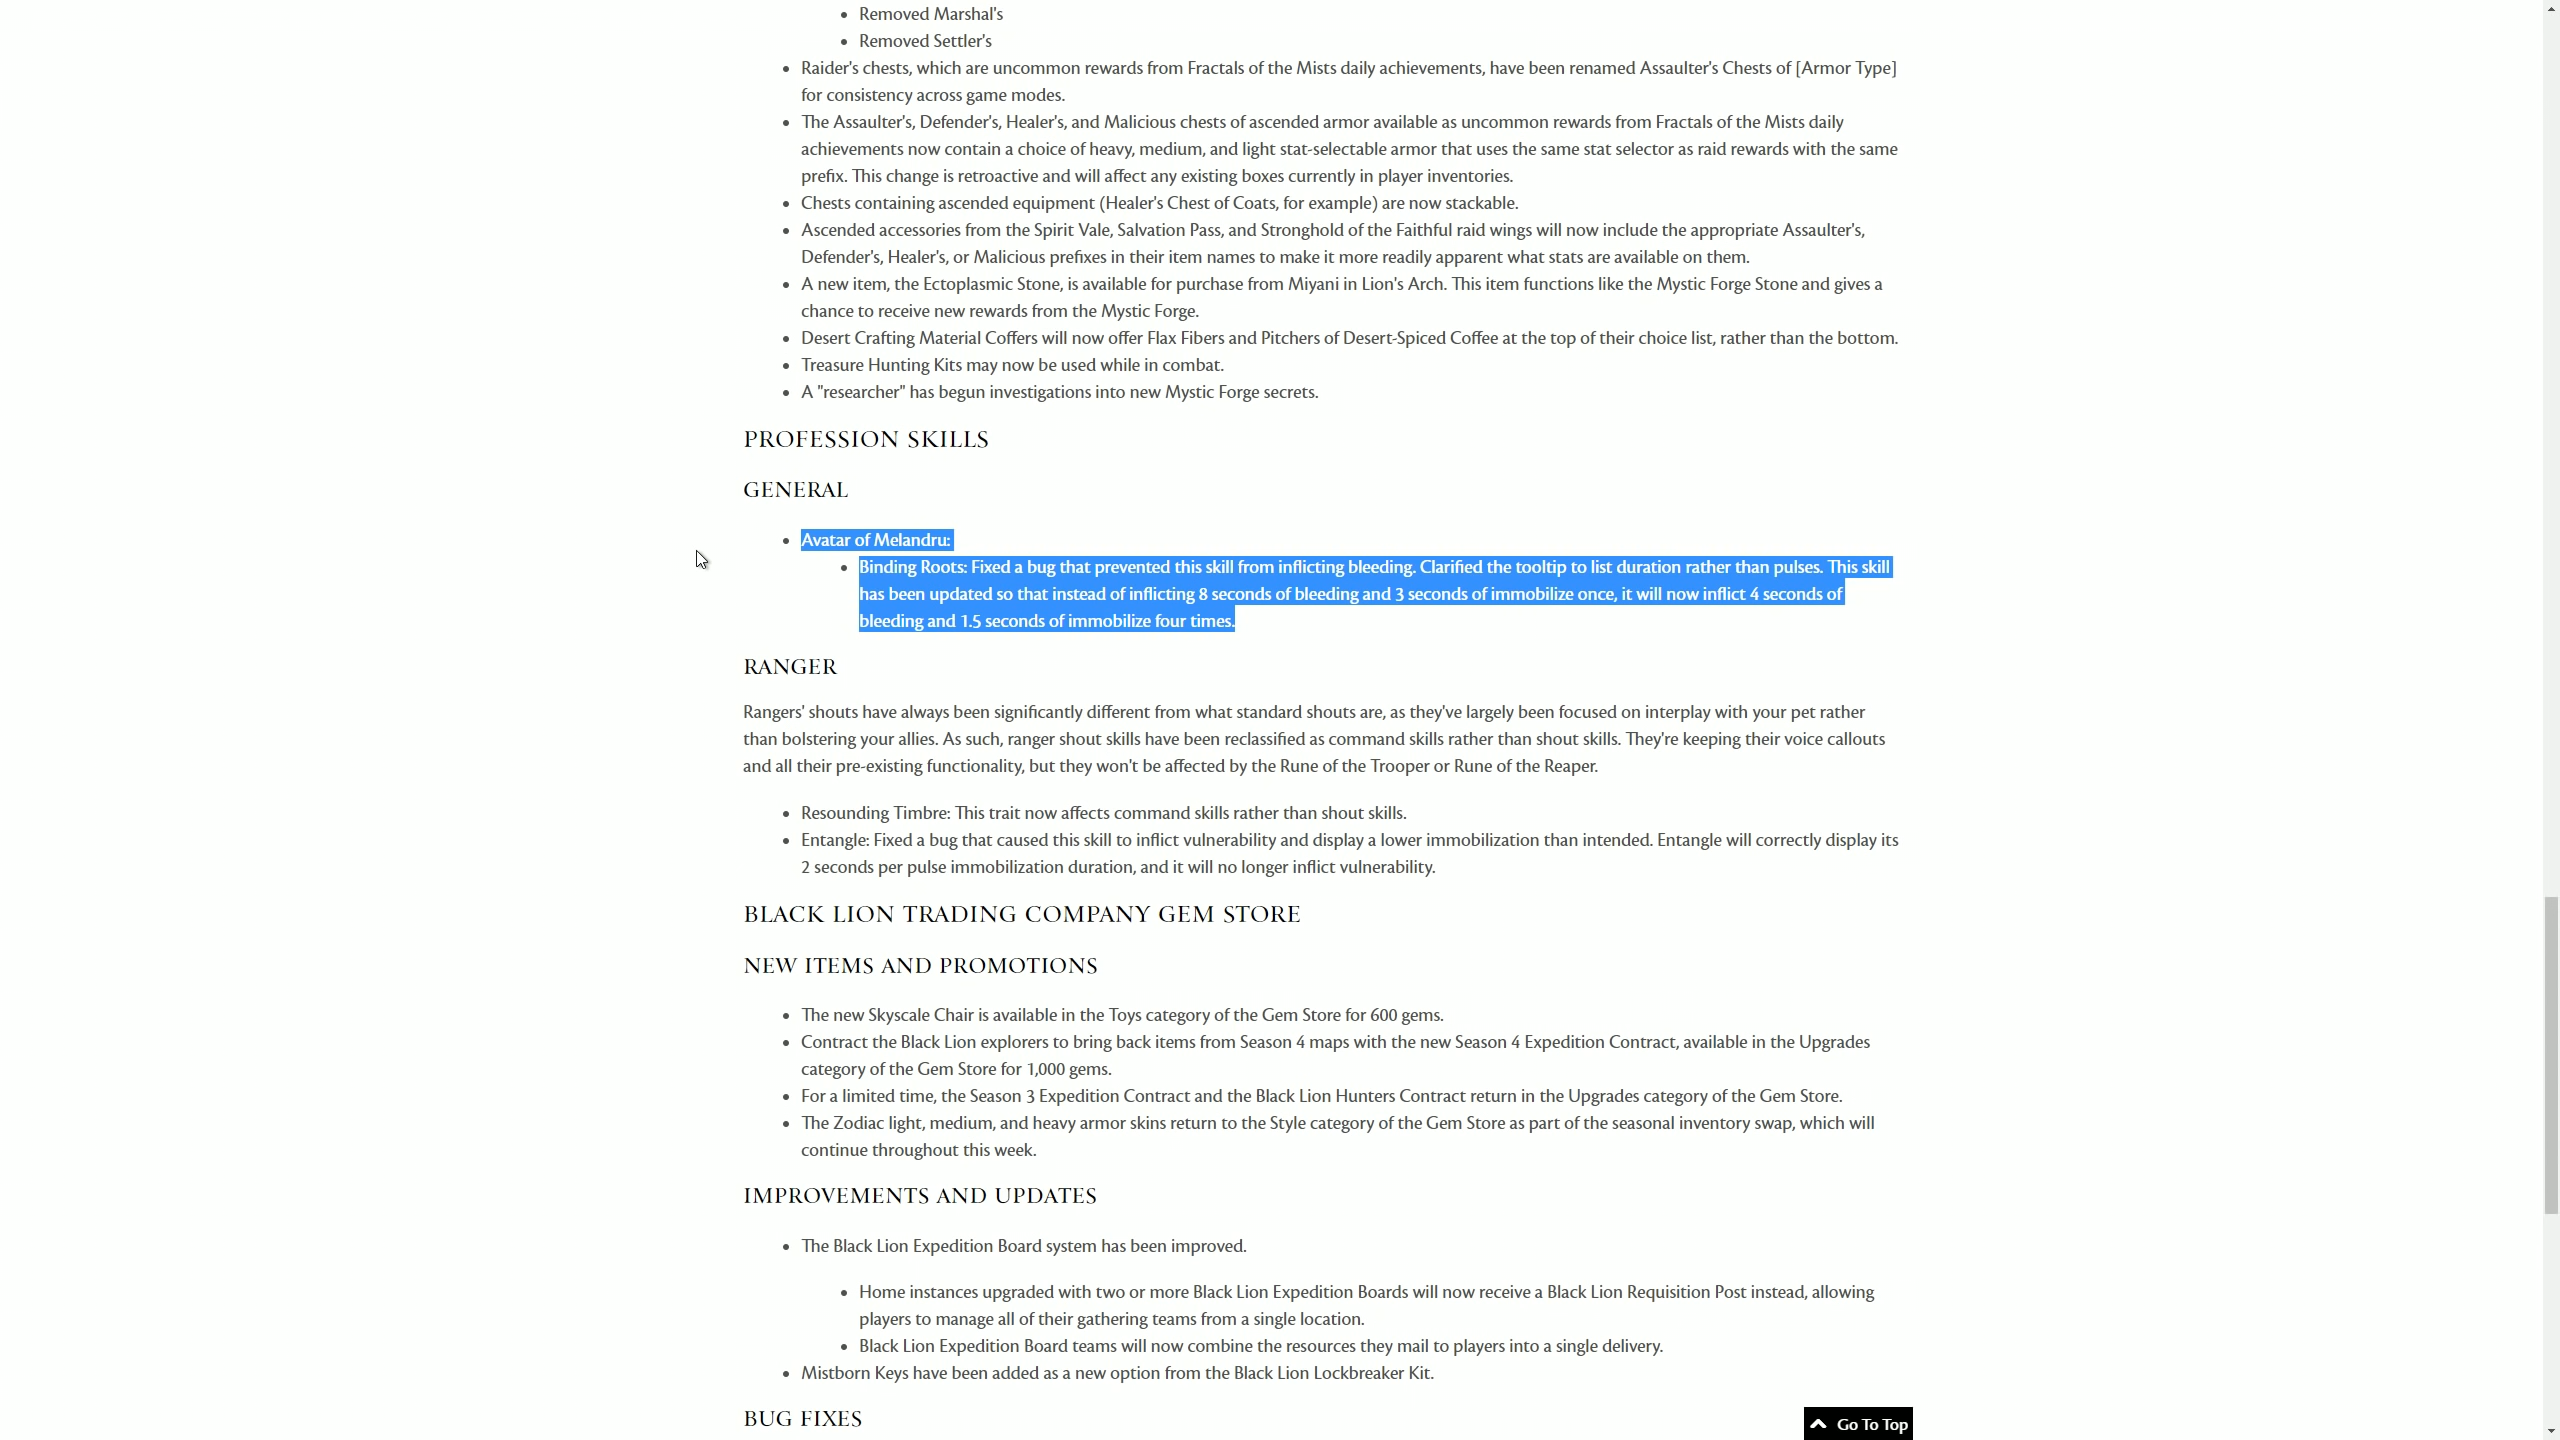 Removed Marshal's
Removed Settler's
Raider's chests, which are uncommon rewards from Fractals of the Mists daily achievements, have been renamed Assaulter's Chests of [Armor Type]
for consistency across game modes.
The Assaulter's, Defender's, Healer's, and Malicious chests of ascended armor available as uncommon rewards from Fractals of the Mists daily
achievements now contain a choice of heavy, medium, and light stat-selectable armor that uses the same stat selector as raid rewards with the same
prefix. This change is retroactive and will affect any existing boxes currently in player inventories.
Chests containing ascended equipment (Healer's Chest of Coats, for example) are now stackable.
Ascended accessories from the Spirit Vale, Salvation Pass, and Stronghold of the Faithful raid wings will now include the appropriate Assaulter's,
Defender's, Healer's, or Malicious prefixes in their item names to make it more readily apparent what stats are available on them.
A new item, the Ectoplasmic Stone, is available for purchase from Miyani in Lion's Arch. This item functions like the Mystic Forge Stone and gives a
chance to receive new rewards from the Mystic Forge.
Desert Crafting Material Coffers will now offer Flax Fibers and Pitchers of Desert-Spiced Coffee at the top of their choice list, rather than the bottom.
Treasure Hunting Kits may now be used while in combat.
A "researcher" has begun investigations into new Mystic Forge secrets.
PROFESSION SKILLS
GENERAL
Avatar of Melandru:
Binding Roots: Fixed a bug that prevented this skill from inflicting bleeding. Clarified the tooltip to list duration rather than pulses. This skill
has been updated so that instead of inflicting 8 seconds of bleeding and 3 seconds of immobilize once, it will now inflict 4 seconds of
bleeding and 1.5 seconds of immobilize four times.
RANGER
Rangers' shouts have always been significantly different from what standard shouts are, as they've largely been focused on interplay with your pet rather
than bolstering your allies. As such, ranger shout skills have been reclassified as command skills rather than shout skills. They're keeping their voice callouts
and all their pre-existing functionality, but they won't be affected by the Rune of the Trooper or Rune of the Reaper.
Resounding Timbre: This trait now affects command skills rather than shout skills.
Entangle: Fixed a bug that caused this skill to inflict vulnerability and display a lower immobilization than intended. Entangle will correctly display its
2 seconds per pulse immobilization duration, and it will no longer inflict vulnerability.
BLACK LION TRADING COMPANY GEM STORE
NEW ITEMS AND PROMOTIONS
The new Skyscale Chair is available in the Toys category of the Gem Store for 600 gems.
Contract the Black Lion explorers to bring back items from Season 4 maps with the new Season 4 Expedition Contract, available in the Upgrades
category of the Gem Store for 1,000 gems.
For a limited time, the Season 3 Expedition Contract and the Black Lion Hunters Contract return in the Upgrades category of the Gem Store.
The Zodiac light, medium, and heavy armor skins return to the Style category of the Gem Store as part of the seasonal inventory swap, which will
continue throughout this week.
IMPROVEMENTS AND UPDATES
The Black Lion Expedition Board system has been improved.
Home instances upgraded with two or more Black Lion Expedition Boards will now receive a Black Lion Requisition Post instead, allowing
players to manage all of their gathering teams from a single location.
Black Lion Expedition Board teams will now combine the resources they mail to players into a single delivery.
Mistborn Keys have been added as a new option from the Black Lion Lockbreaker Kit.
BUG FIXES
Go To Top